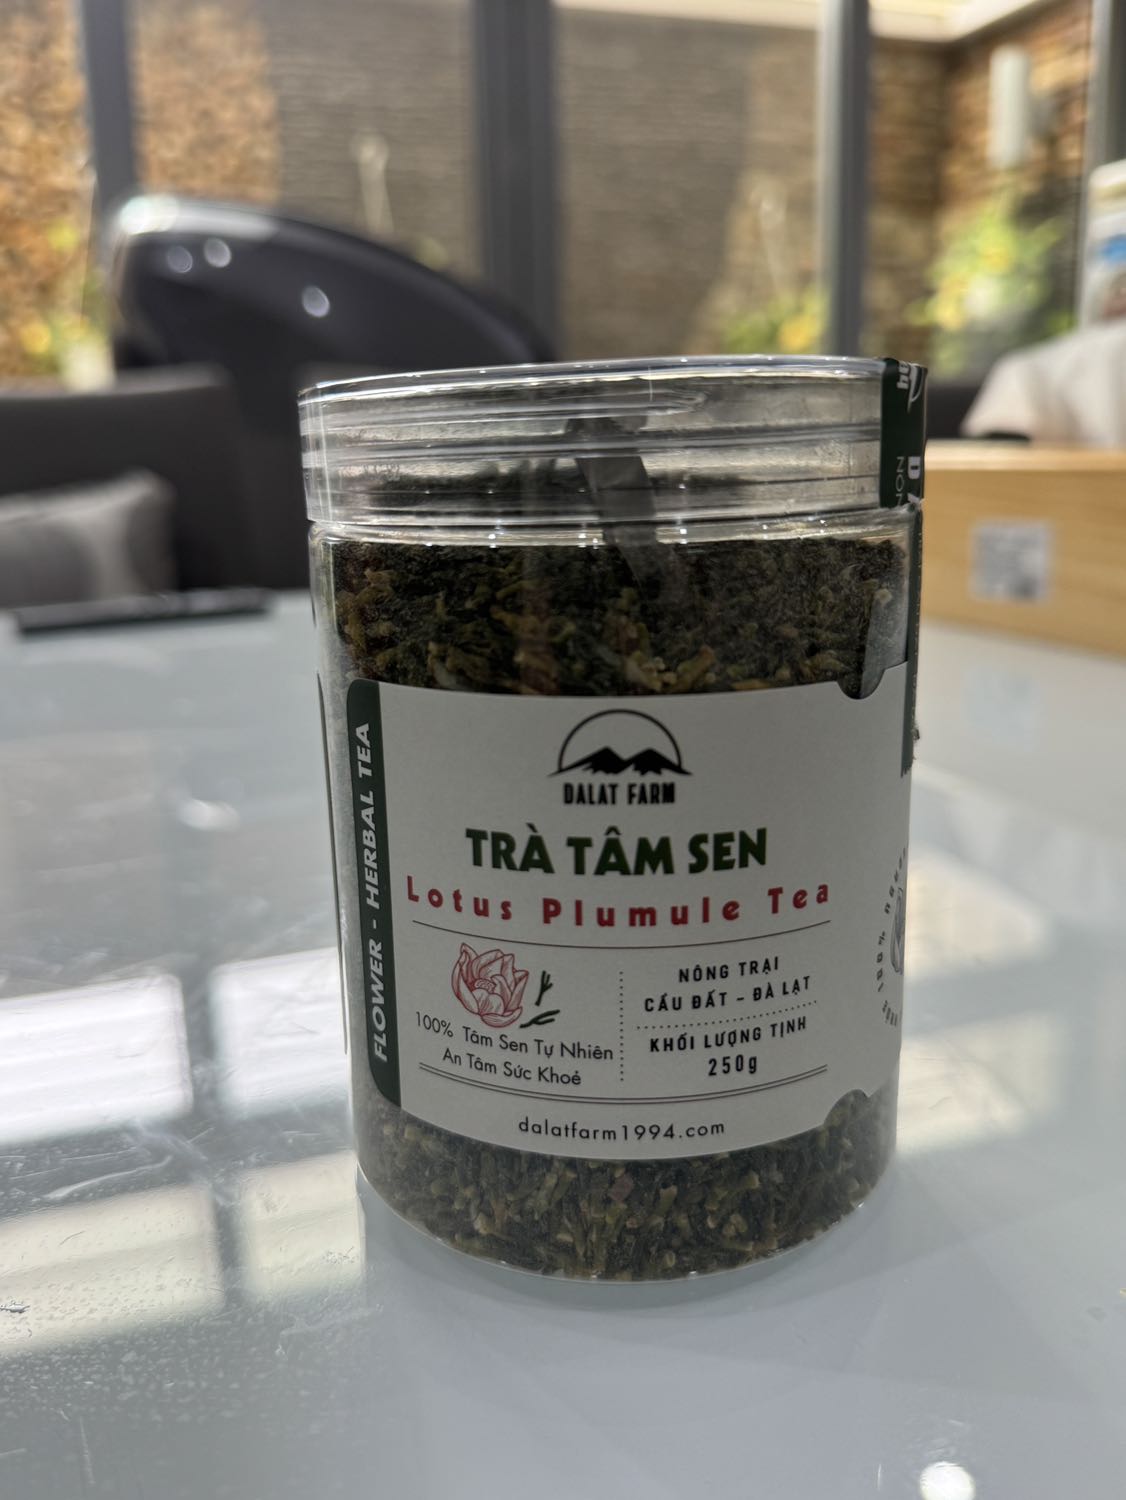 DALAT FARM
TRÀ TÂM SEN
Lotus Plumule Tea
FLOWER - HERBAL TEA
100% Tâm Sen Tự Nhiên
An Tâm Sức Khoẻ
NÔNG TRẠI
CẦU ĐẤT - ĐÀ LẠT
KHỐI LƯỢNG TỊNH
250g
dalatfarm1994.com